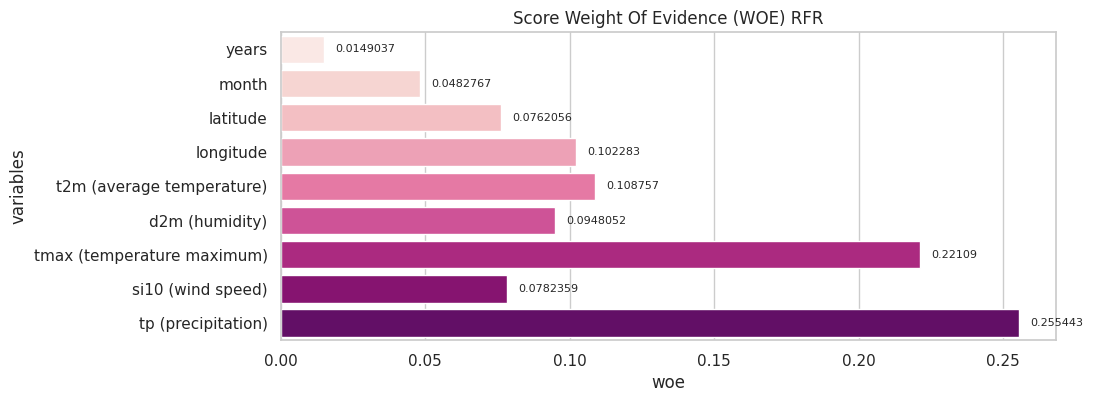 Score Weight Of Evidence (WOE) RFR
variables
years
0.0149037
month
0.0482767
latitude
0.0762056
longitude
0.102283
t2m (average temperature)
0.108757
d2m (humidity)
0.0948052
tmax (temperature maximum)
0.22109
si10 (wind speed)
0.0782359
tp (precipitation)
0.255443
0.00 0.05 0.10 0.15 0.20 0.25
woe